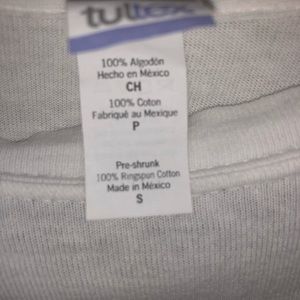 tultex
100% Algodón
Hecho en México
CH
100% Coton
Fabriqué au Mexique
P
Pre-shrunk
100% Ringspun Cotton
Made in México
S